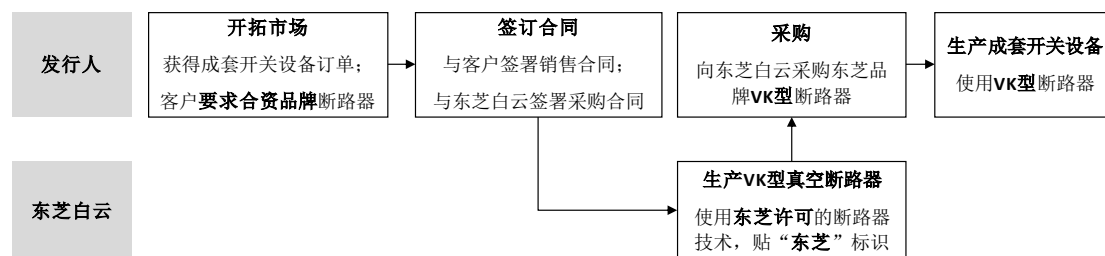 发行人
开拓市场
获得成套开关设备订单；
客户要求合资品牌断路器
签订合同
与客户签署销售合同；
与东芝白云签署采购合同
采购
向东芝白云采购东芝品
牌VK型断路器
生产成套开关设备
使用VK型断路器
东芝白云
生产VK型真空断路器
使用东芝许可的断路器
技术，贴“东芝”标识